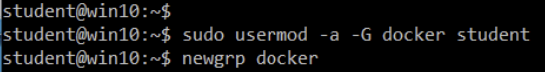 student@win10:~$
student@win10:~$ sudo usermod -a -G docker student
student@win10:~$ newgrp docker